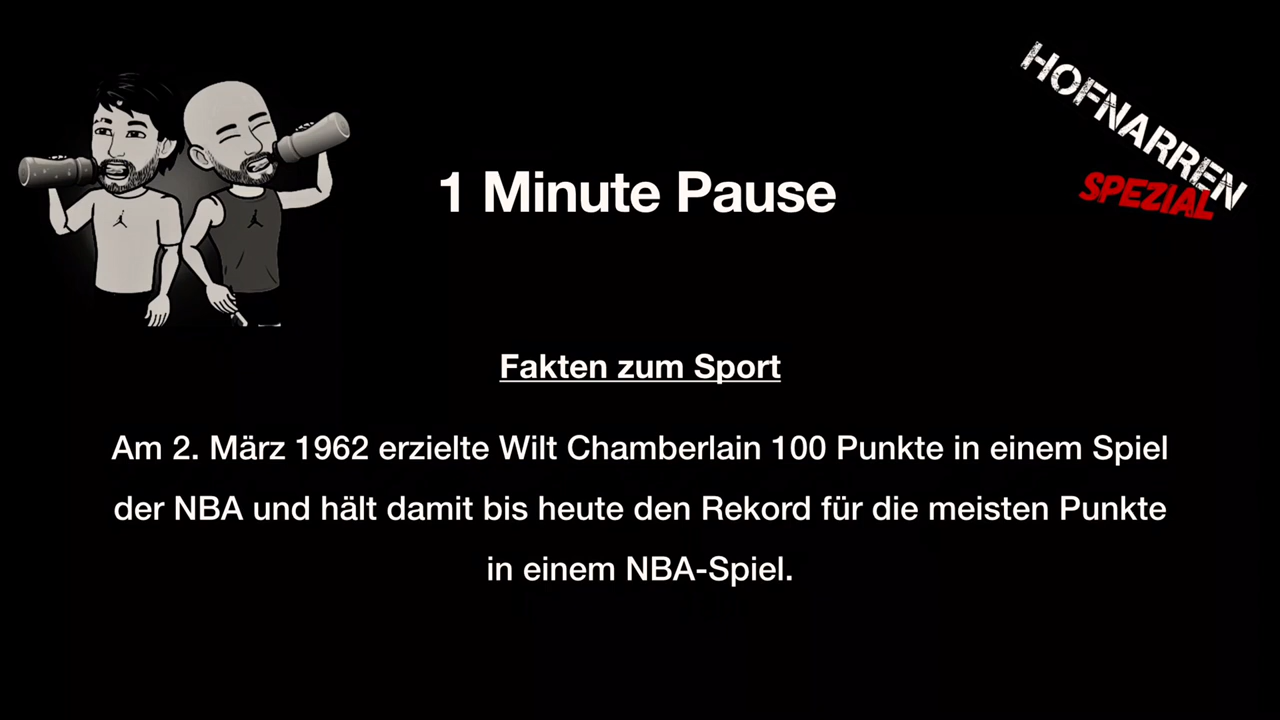 HOFNARREN
SPEZIAL
1 Minute Pause
Fakten zum Sport
Am 2. März 1962 erzielte Wilt Chamberlain 100 Punkte in einem Spiel
der NBA und hält damit bis heute den Rekord für die meisten Punkte
in einem NBA-Spiel.